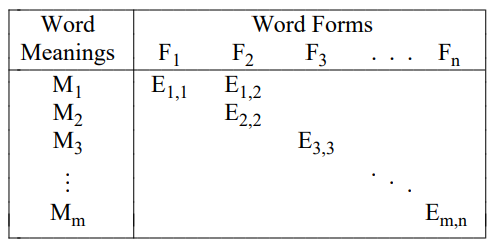 Word Word Forms
Meanings F1 F2 F3 . . . Fn
M1 E1,1 E1,2
M2 E2,2
M3 E3,3
⋮ ⋱
Mm Em,n